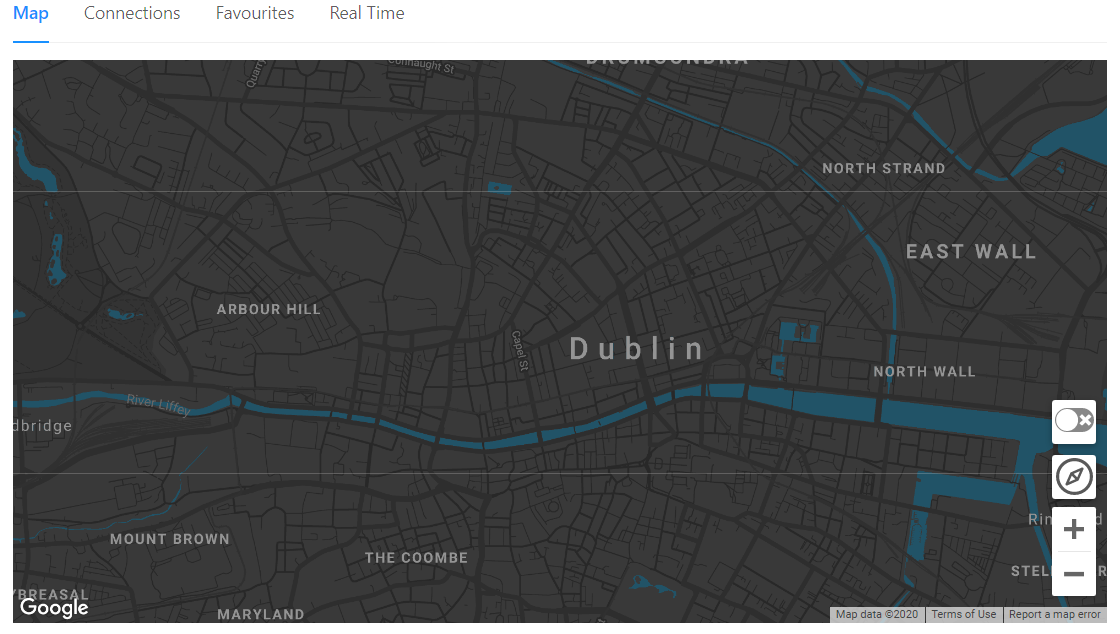 Map Connections Favourites Real Time
Connaught St
DRUMCONDRA
Quarry
NORTH STRAND
EAST WALL
ARBOUR HILL
Capel St
Dublin
NORTH WALL
River Liffey
dbridge
MOUNT BROWN
THE COOMBE
YBREASAL
MARYLAND
Google
Map data ©2020 Terms of Use Report a map error